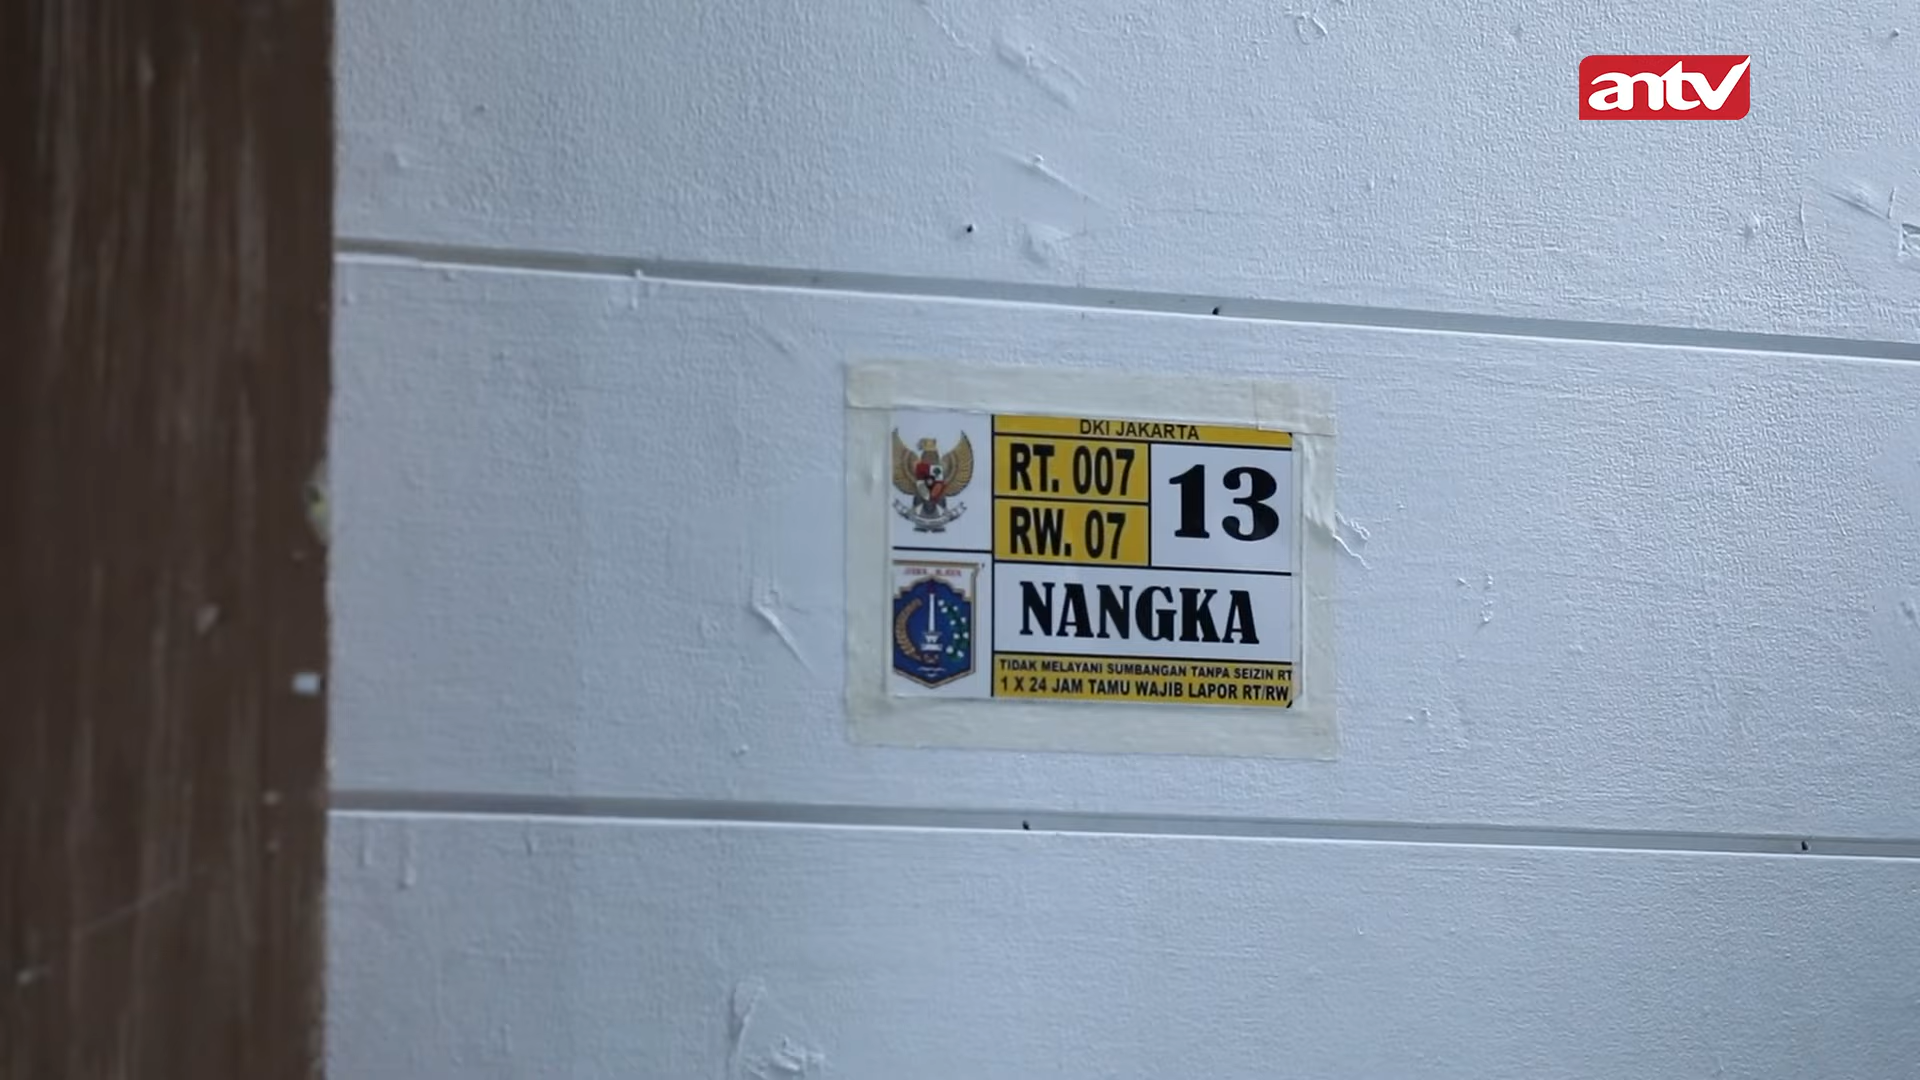 antv
DKI JAKARTA
RT. 007
RW. 07
13
NANGKA
TIDAK MELAYANI SUMBANGAN TANPA SEIZIN RT
1 X 24 JAM TAMU WAJIB LAPOR RT/RW